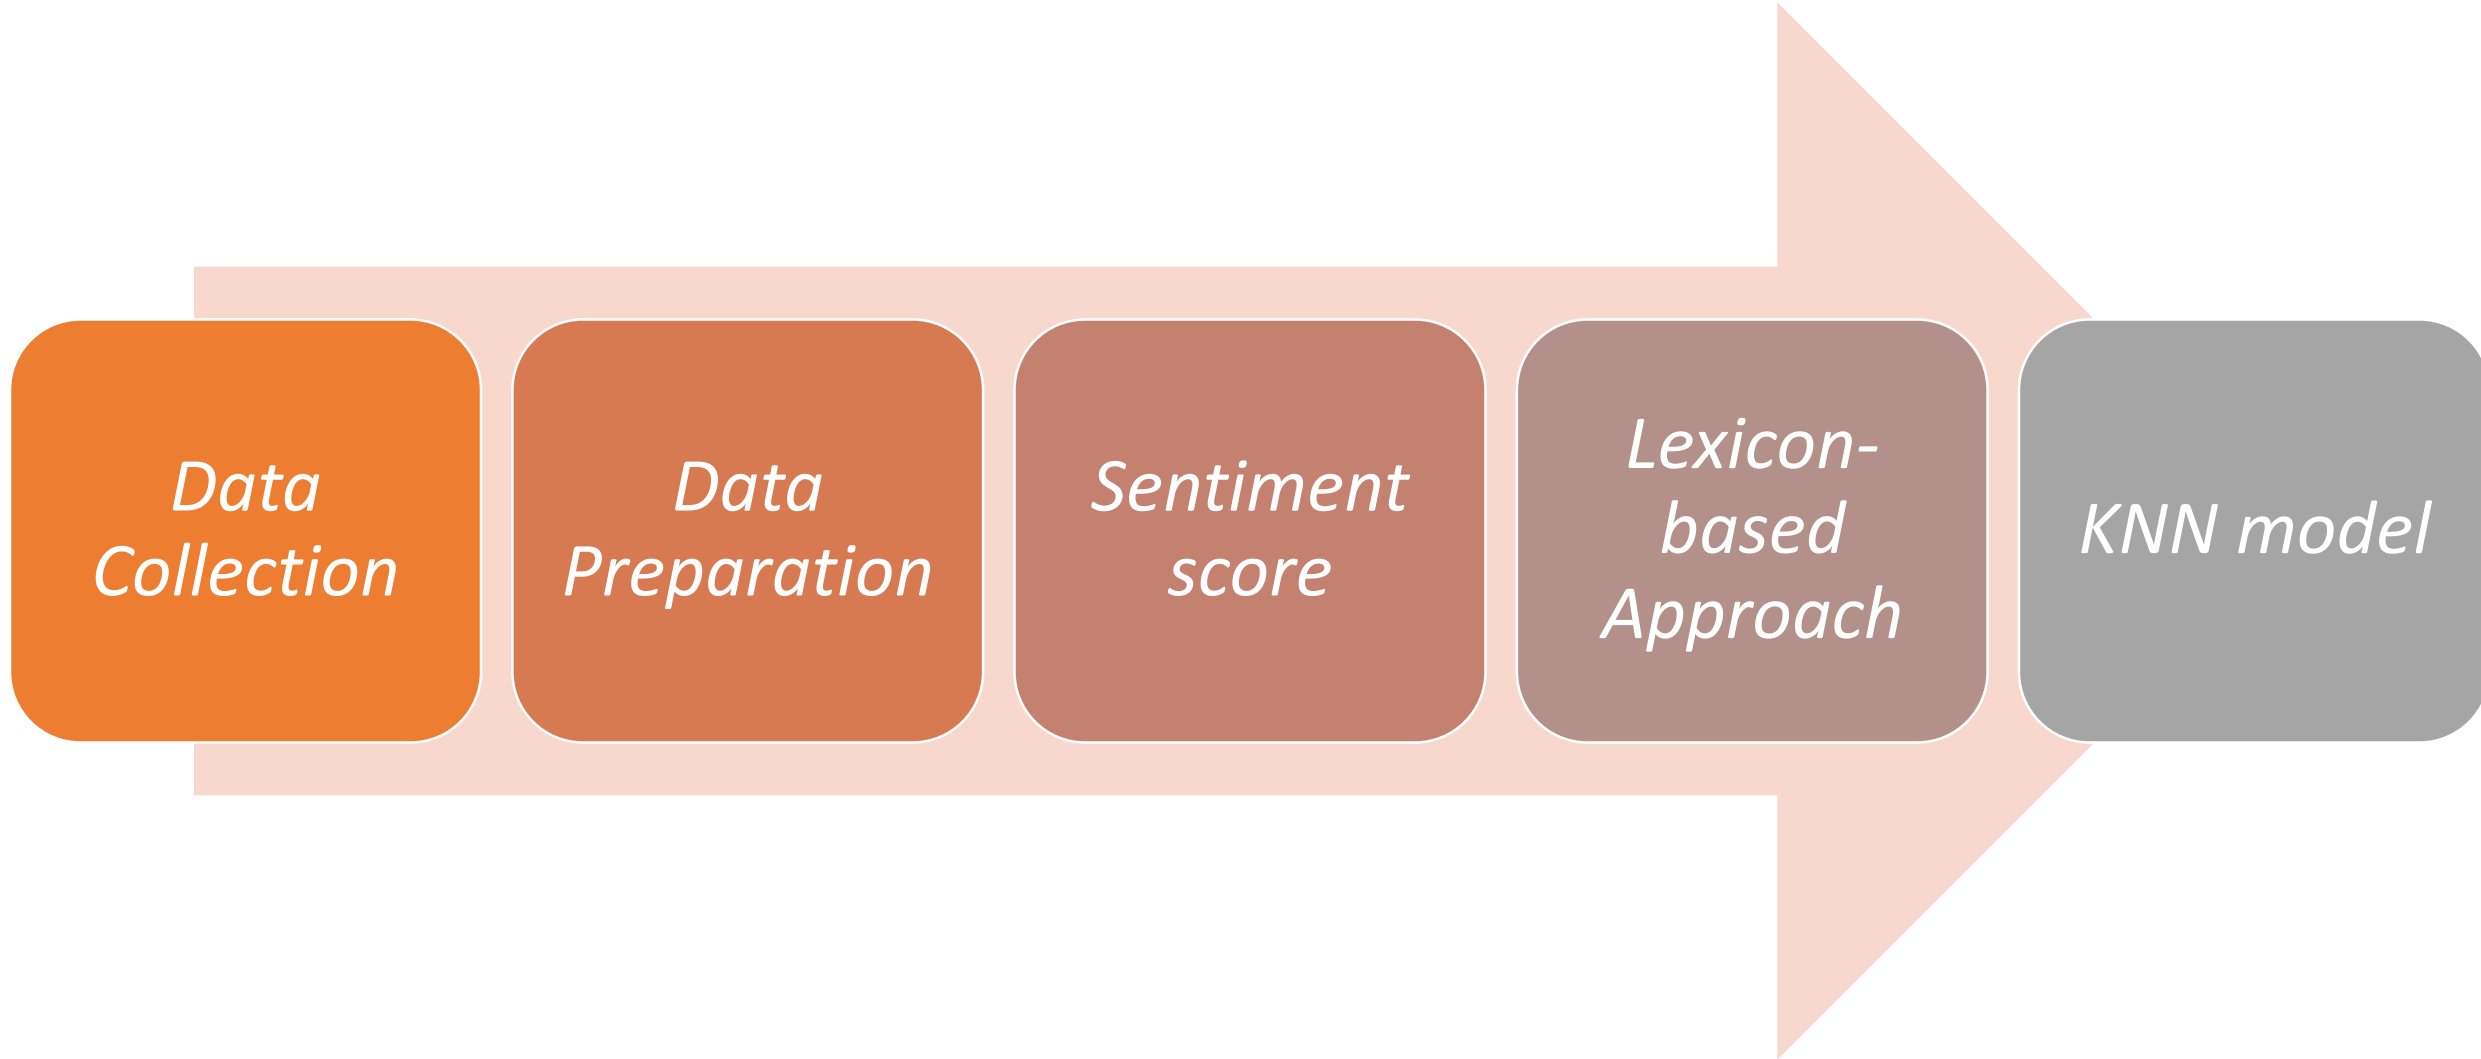 Data
Collection
Data
Preparation
Sentiment
score
Lexicon-
based
Approach
KNN model